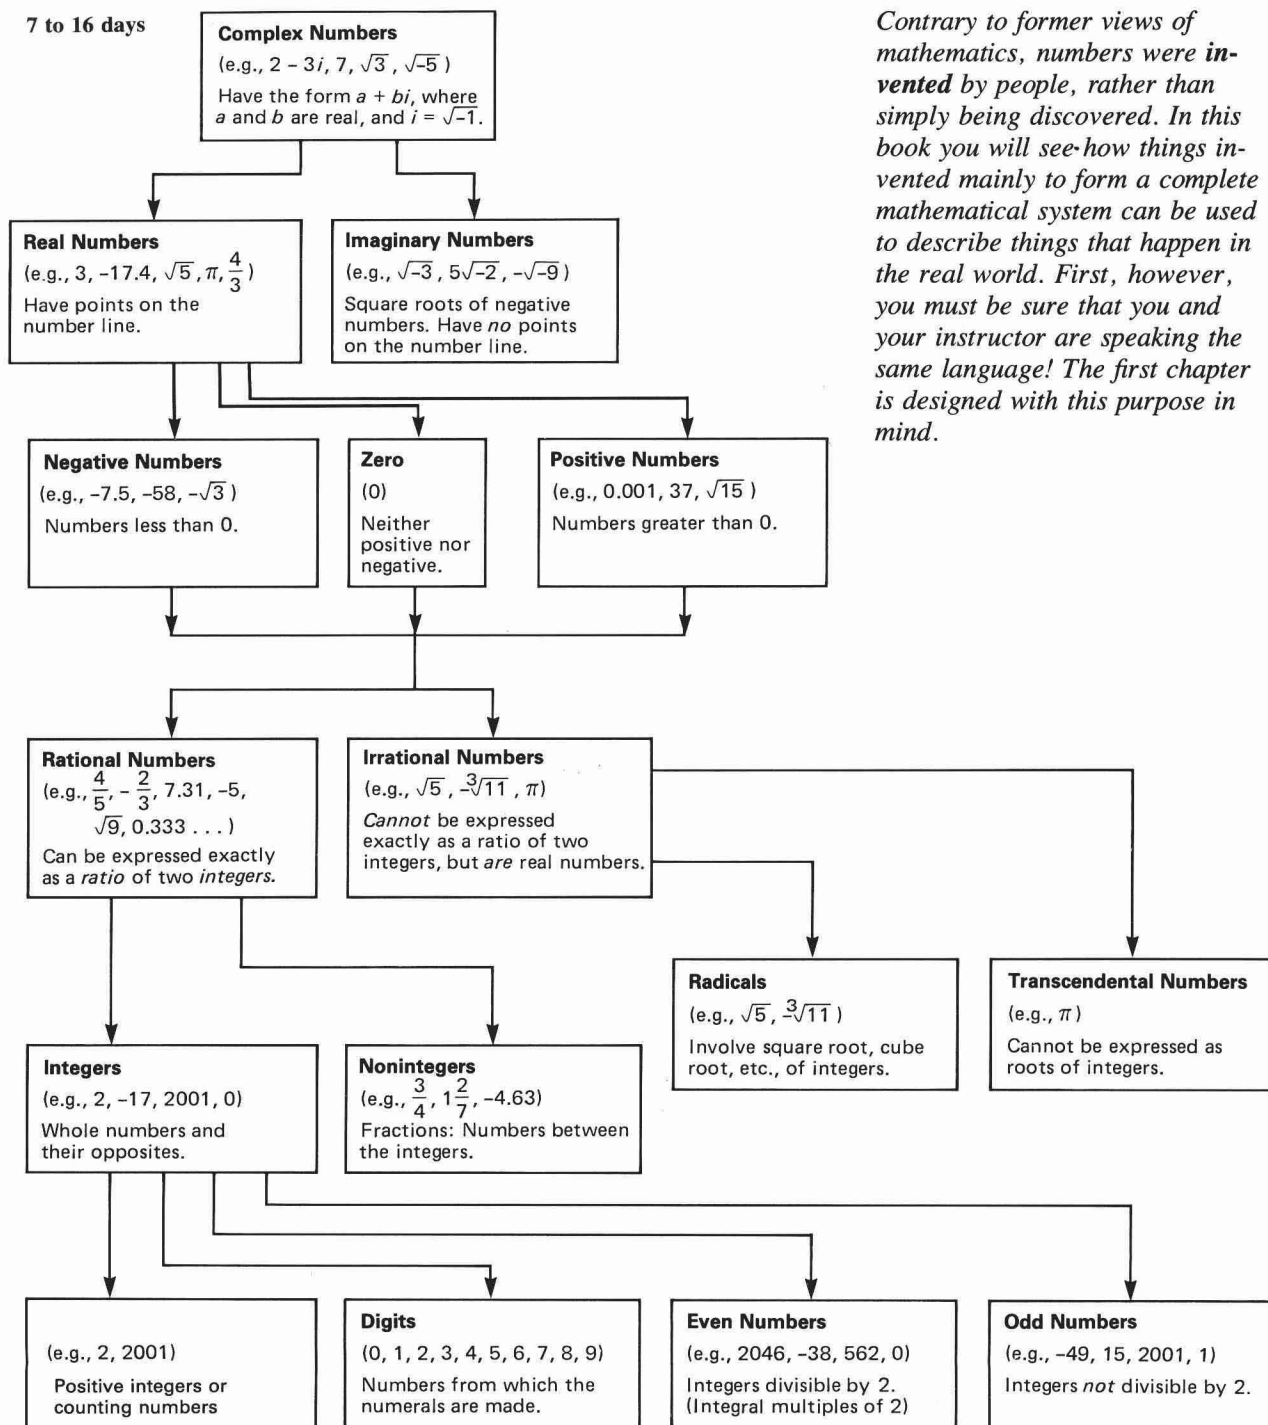 7 to 16 days
Complex Numbers
(e.g., 2 – 3i, 7, √3, √-5)
Have the form a + bi, where
a and b are real, and i = √-1.
Contrary to former views of
mathematics, numbers were in-
vented by people, rather than
simply being discovered. In this
book you will see how things in-
vented mainly to form a complete
mathematical system can be used
to describe things that happen in
the real world. First, however,
you must be sure that you and
your instructor are speaking the
same language! The first chapter
is designed with this purpose in
mind.
Real Numbers
(e.g., 3, -17.4, √5, π, 4/3)
Have points on the
number line.
Imaginary Numbers
(e.g., √-3, 5√-2, -√-9)
Square roots of negative
numbers. Have no points
on the number line.
Negative Numbers
(e.g., -7.5, -58, -√3)
Numbers less than 0.
Zero
(0)
Neither
positive nor
negative.
Positive Numbers
(e.g., 0.001, 37, √15)
Numbers greater than 0.
Rational Numbers
(e.g., 4/5, - 2/3, 7.31, -5,
√9, 0.333 . . .)
Can be expressed exactly
as a ratio of two integers.
Irrational Numbers
(e.g., √5, -∛11, π)
Cannot be expressed
exactly as a ratio of two
integers, but are real numbers.
Radicals
(e.g., √5, -∛11)
Involve square root, cube
root, etc., of integers.
Transcendental Numbers
(e.g., π)
Cannot be expressed as
roots of integers.
Integers
(e.g., 2, -17, 2001, 0)
Whole numbers and
their opposites.
Nonintegers
(e.g., 3/4, 1 2/7, -4.63)
Fractions: Numbers between
the integers.
(e.g., 2, 2001)
Positive integers or
counting numbers
Digits
(0, 1, 2, 3, 4, 5, 6, 7, 8, 9)
Numbers from which the
numerals are made.
Even Numbers
(e.g., 2046, -38, 562, 0)
Integers divisible by 2.
(Integral multiples of 2)
Odd Numbers
(e.g., -49, 15, 2001, 1)
Integers not divisible by 2.